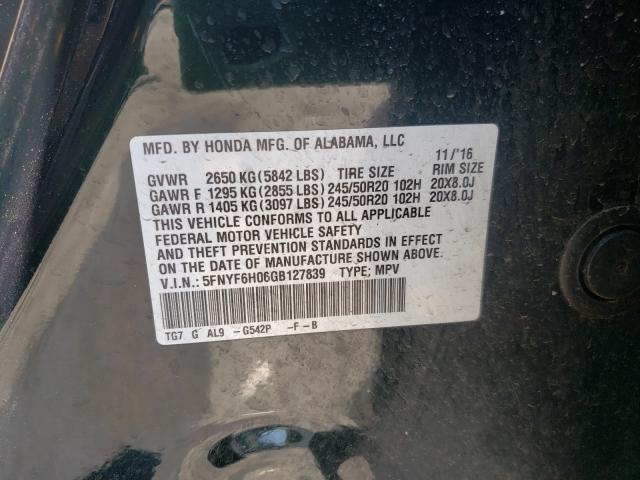 MFD. BY HONDA MFG. OF ALABAMA, LLC 11/'16
GVWR 2650 KG(5842 LBS) TIRE SIZE RIM SIZE
GAWR F 1295 KG(2855 LBS)245/50R20 102H 20X8.0J
GAWR R 1405 KG(3097 LBS)245/50R20 102H 20X8.0J
THIS VEHICLE CONFORMS TO ALL APPLICABLE
FEDERAL MOTOR VEHICLE SAFETY
AND THEFT PREVENTION STANDARDS IN EFFECT
ON THE DATE OF MANUFACTURE SHOWN ABOVE.
V.I.N.: 5FNYF6H06GB127839 TYPE; MPV
TG7 G AL9 -G542P -F-B